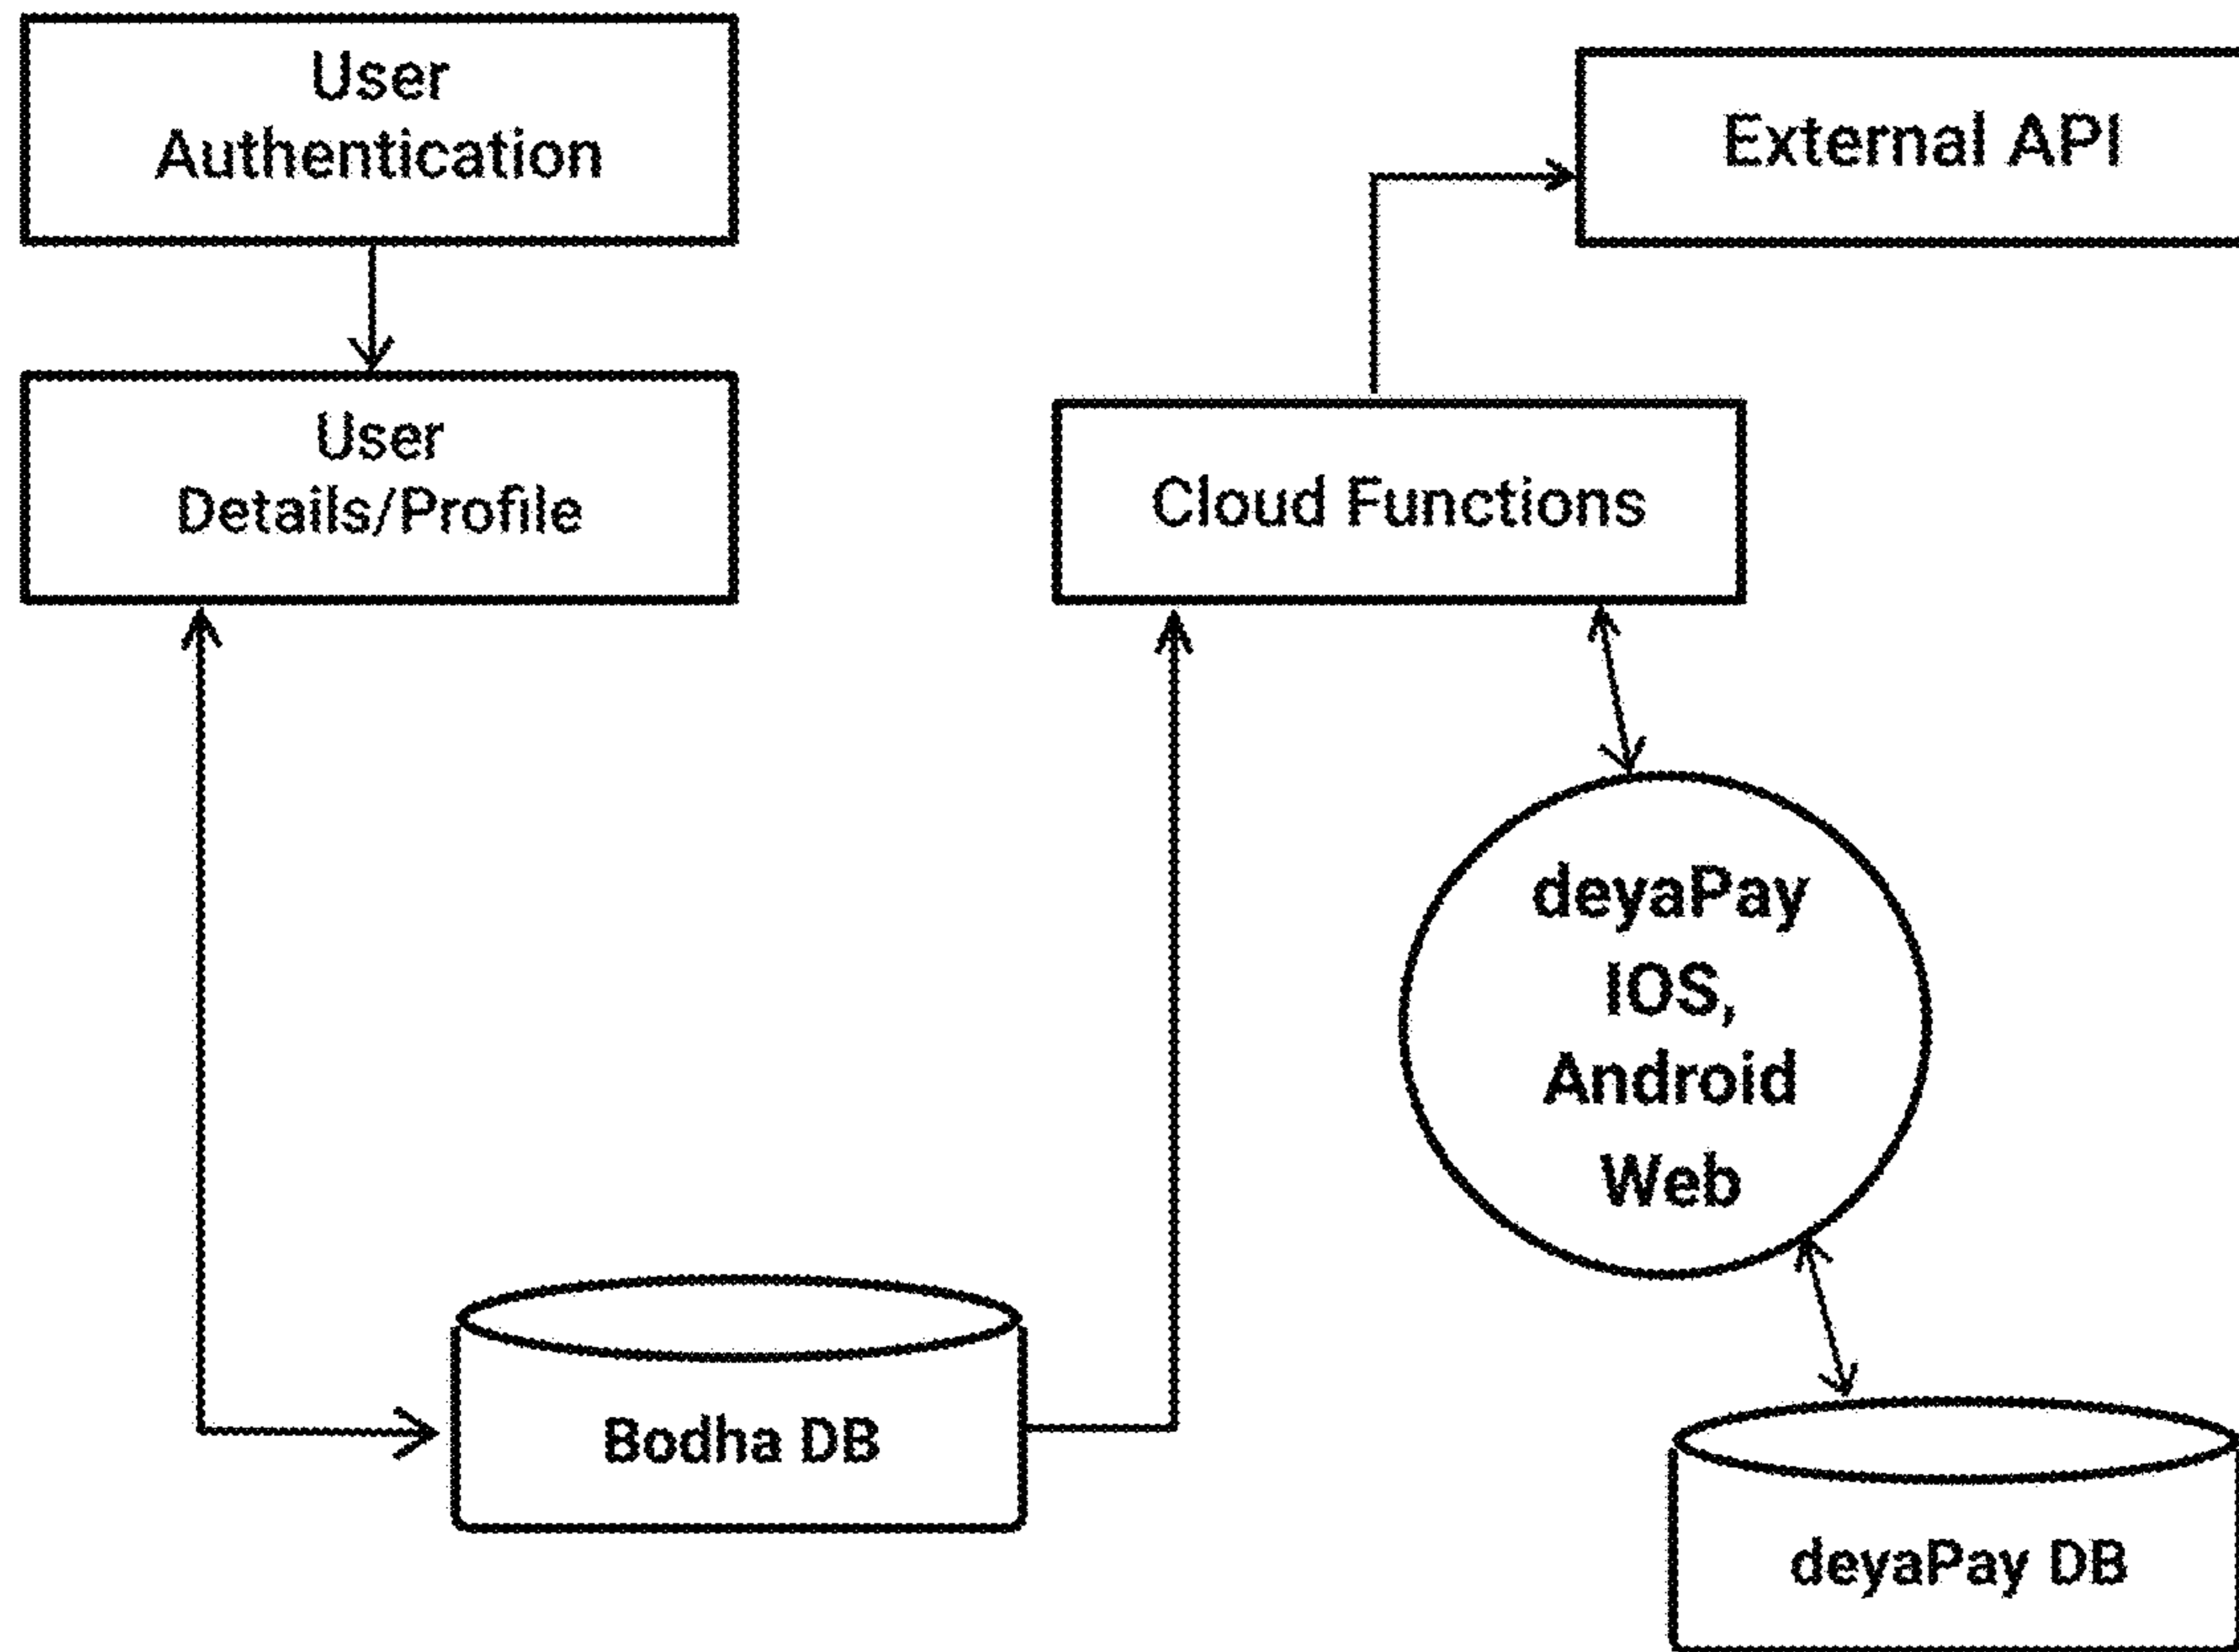 User
Authentication
External API
User
Details/Profile
Cloud Functions
deyaPay
IOS,
Android
Web
Bodha DB
deyaPay DB